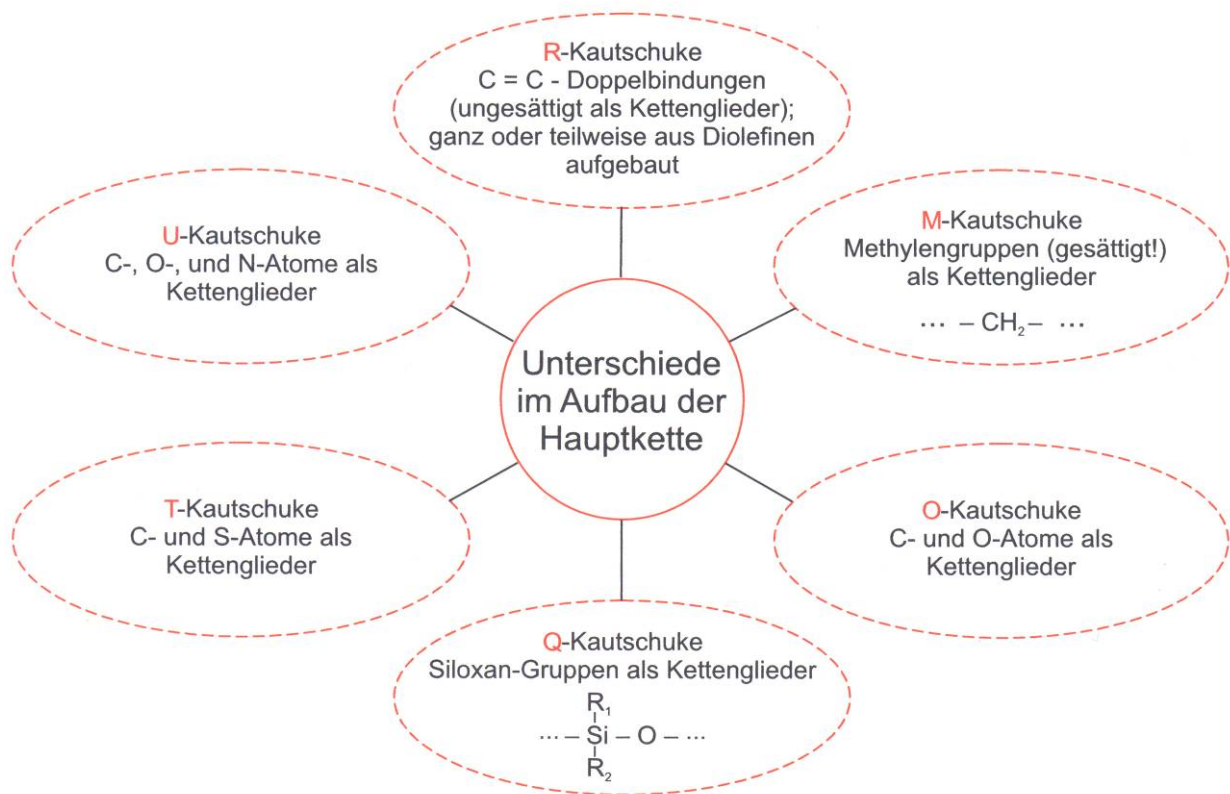 R-Kautschuke
C = C - Doppelbindungen
(ungesättigt als Kettenglieder);
ganz oder teilweise aus Diolefinen
aufgebaut
U-Kautschuke
C-, O-, und N-Atome als
Kettenglieder
M-Kautschuke
Methylengruppen (gesättigt!)
als Kettenglieder
··· – CH₂ – ···
Unterschiede
im Aufbau der
Hauptkette
T-Kautschuke
C- und S-Atome als
Kettenglieder
O-Kautschuke
C- und O-Atome als
Kettenglieder
Q-Kautschuke
Siloxan-Gruppen als Kettenglieder
R₁
··· – Si – O – ···
R₂